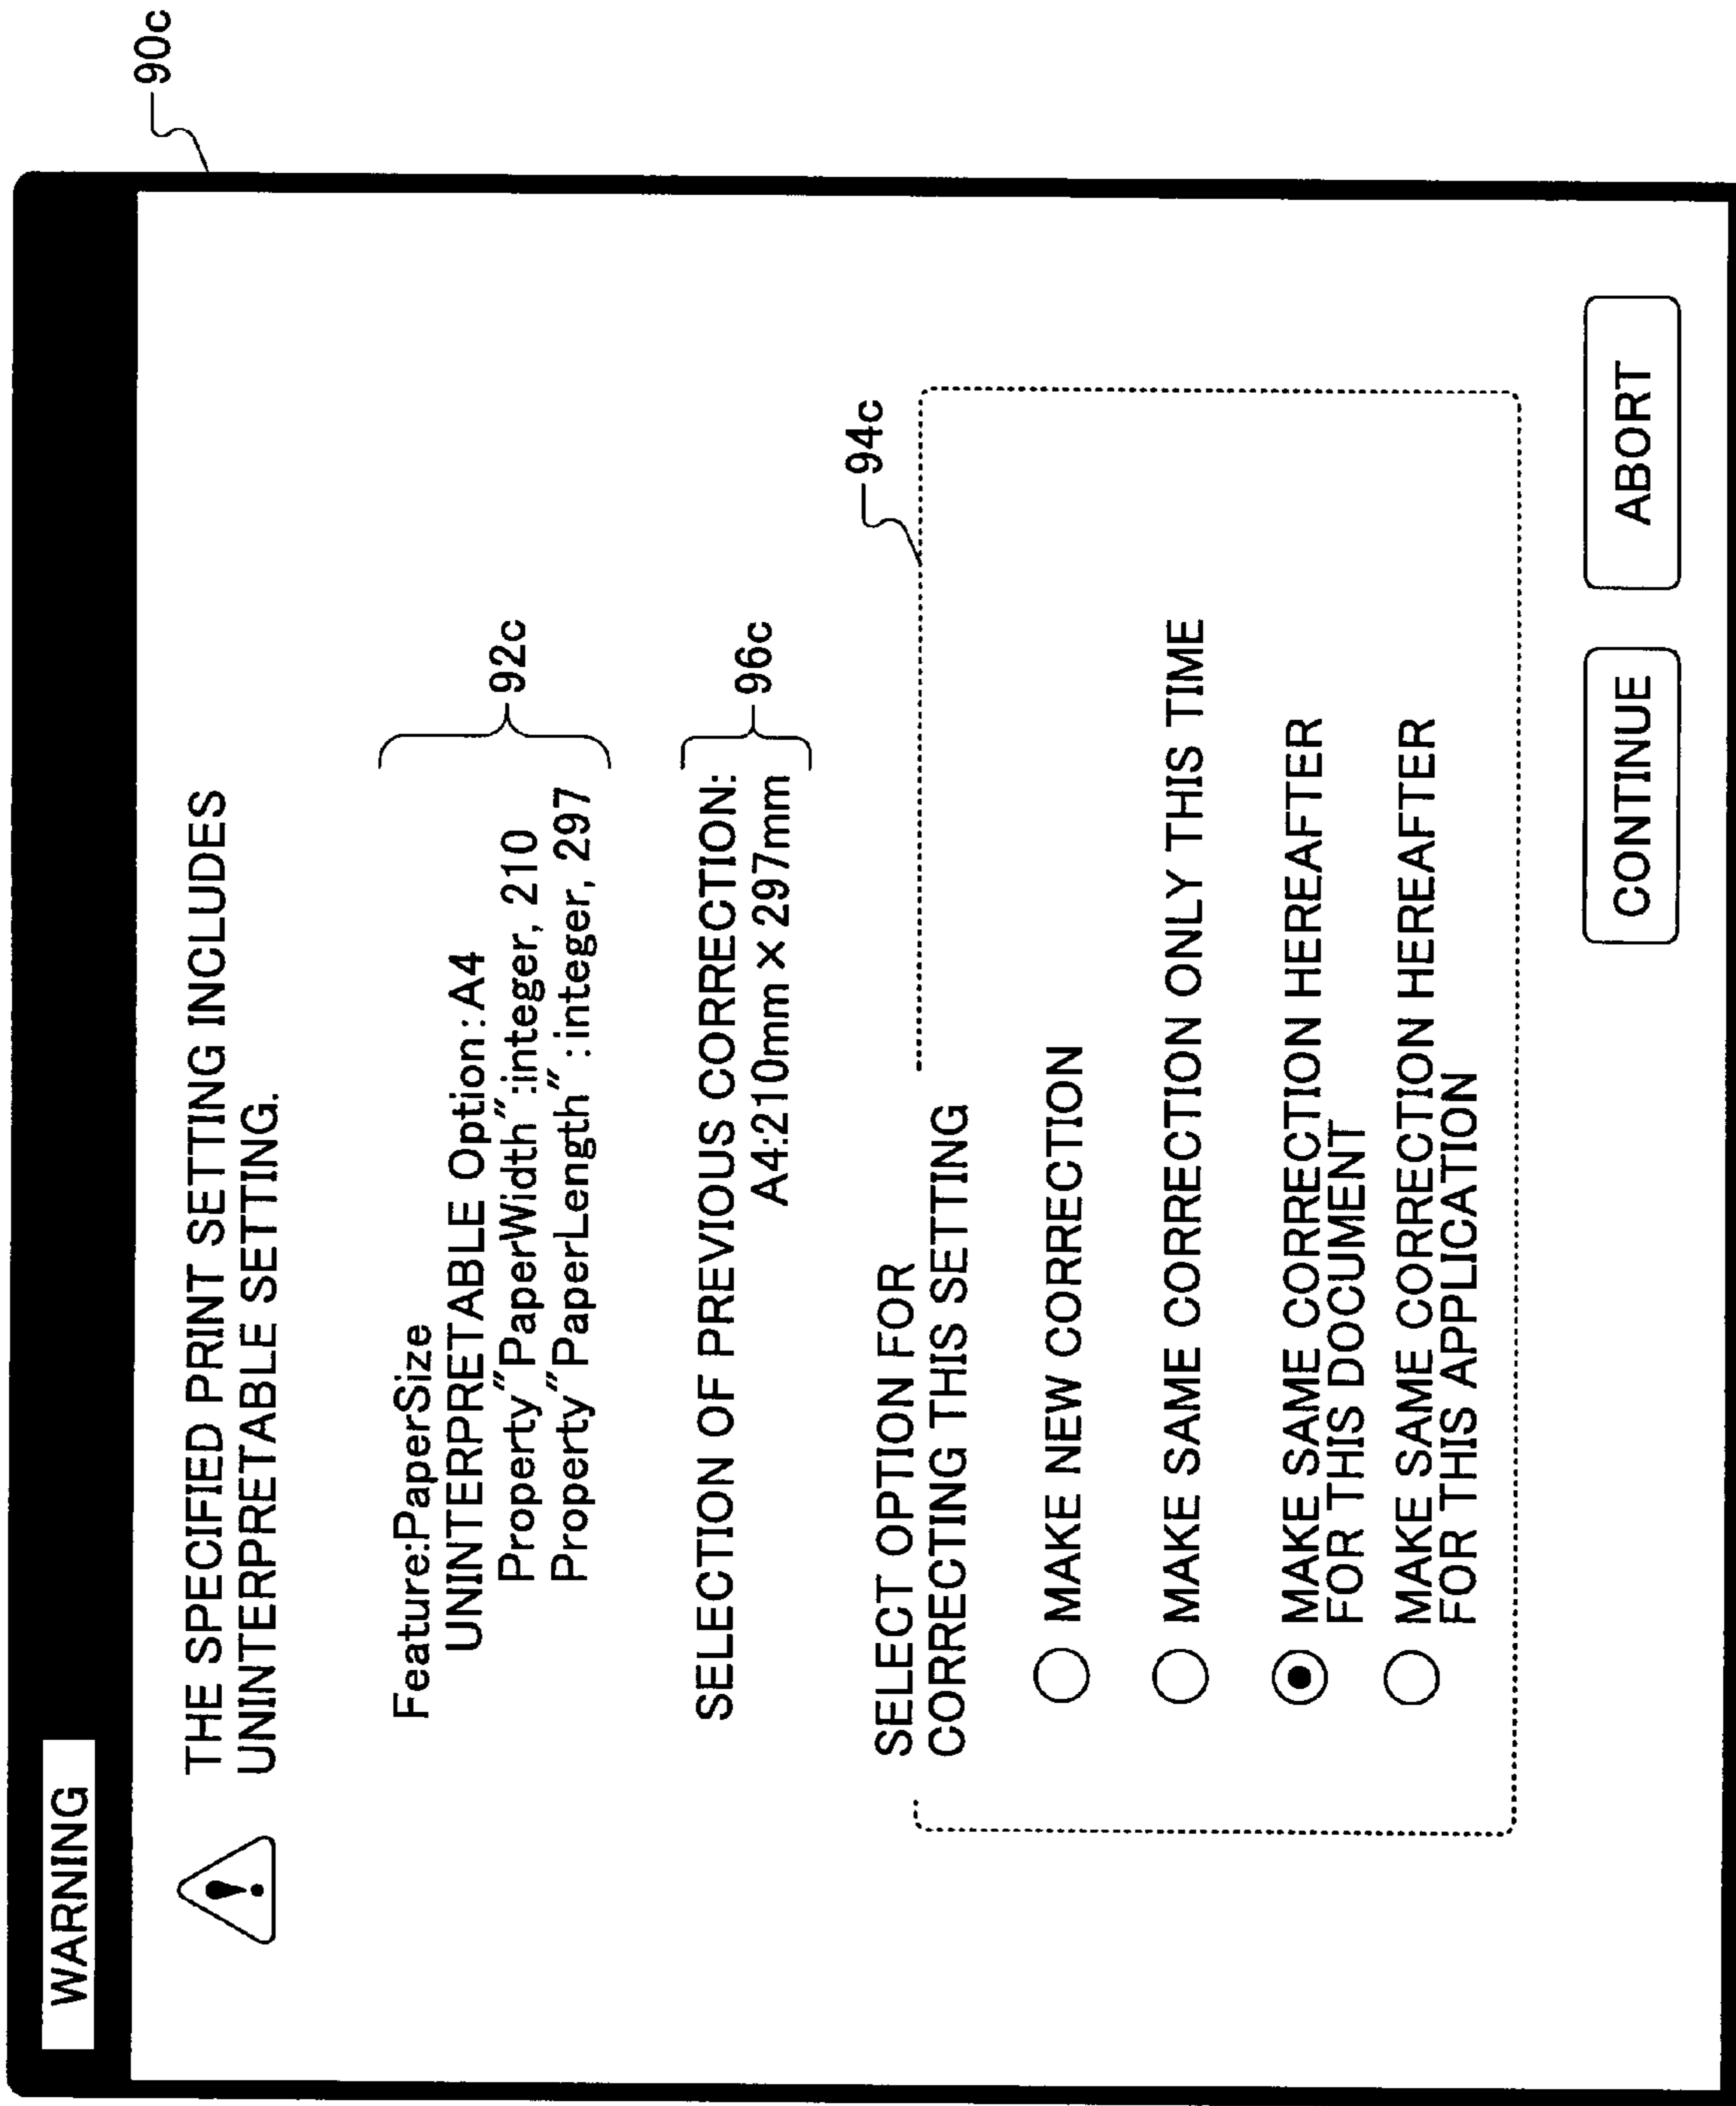 90c
WARNING
THE SPECIFIED PRINT SETTING INCLUDES
UNINTERPRETABLE SETTING.
Feature:PaperSize
UNINTERPRETABLE Option:A4
Property"PaperWidth":integer, 210
Property"PaperLength":integer, 297
92c
SELECTION OF PREVIOUS CORRECTION:
A4:210mm×297mm
96c
94c
SELECT OPTION FOR
CORRECTING THIS SETTING
MAKE NEW CORRECTION
MAKE SAME CORRECTION ONLY THIS TIME
MAKE SAME CORRECTION HEREAFTER
FOR THIS DOCUMENT
MAKE SAME CORRECTION HEREAFTER
FOR THIS APPLICATION
CONTINUE
ABORT